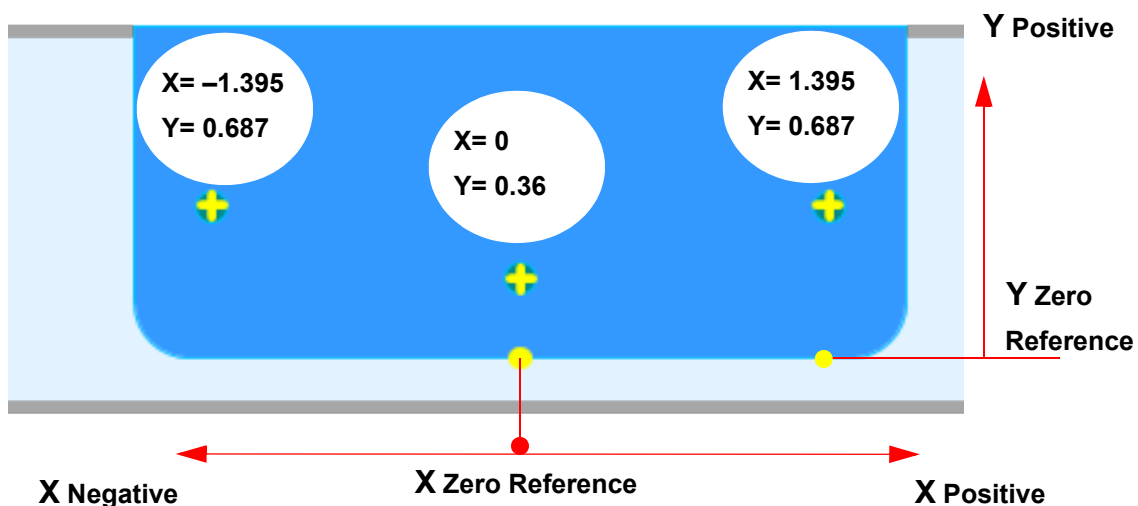 Y Positive
X= –1.395
Y= 0.687
X= 0
Y= 0.36
X= 1.395
Y= 0.687
Y Zero
Reference
X Negative
X Zero Reference
X Positive